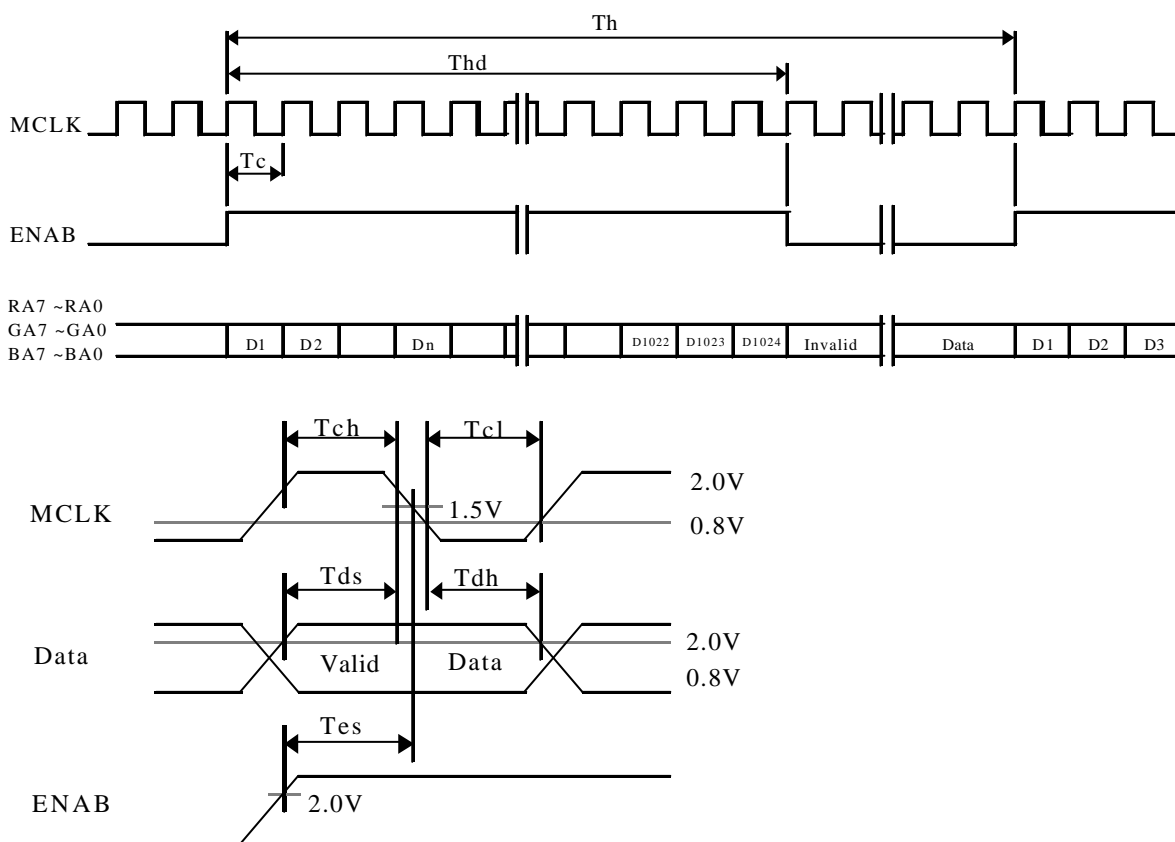 Th
Thd
MCLK
Tc
ENAB
RA7 ~RA0
GA7 ~GA0
BA7 ~BA0
D1 D2 Dn D1022 D1023 D1024 Invalid Data D1 D2 D3
Tch Tcl
MCLK
2.0V
1.5V
0.8V
Tds Tdh
Data
Valid Data
2.0V
0.8V
Tes
ENAB
2.0V